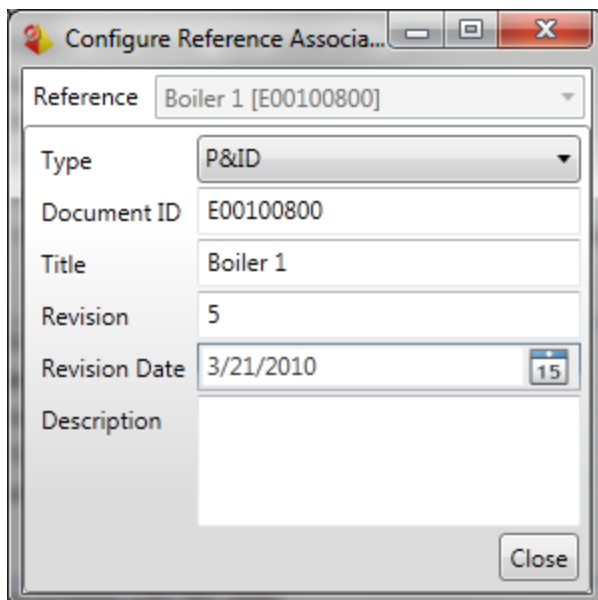 Configure Reference Associa...
Reference Boiler 1 [E00100800]
Type P&ID
Document ID E00100800
Title Boiler 1
Revision 5
Revision Date 3/21/2010 15
Description
Close